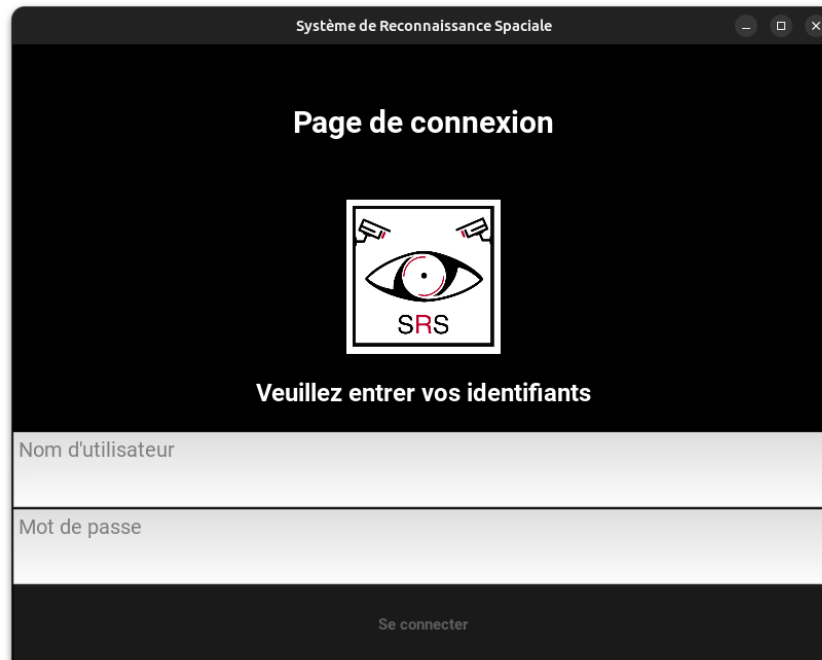 Système de Reconnaissance Spaciale
Page de connexion
SRS
Veuillez entrer vos identifiants
Nom d'utilisateur
Mot de passe
Se connecter